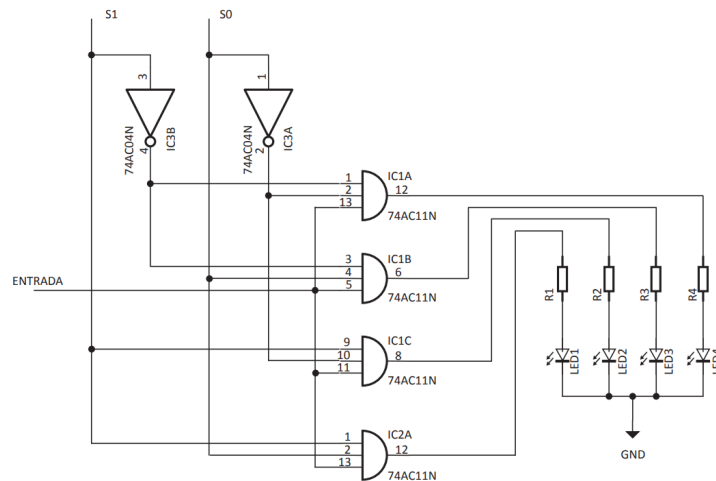 S1
S0
3
1
74AC04N
4
IC3B
74AC04N
2
IC3A
1
2
13
IC1A
12
74AC11N
3
4
5
IC1B
6
74AC11N
ENTRADA
9
10
11
IC1C
8
74AC11N
1
2
13
IC2A
12
74AC11N
R1
R2
R3
R4
LED1
LED2
LED3
LED4
GND